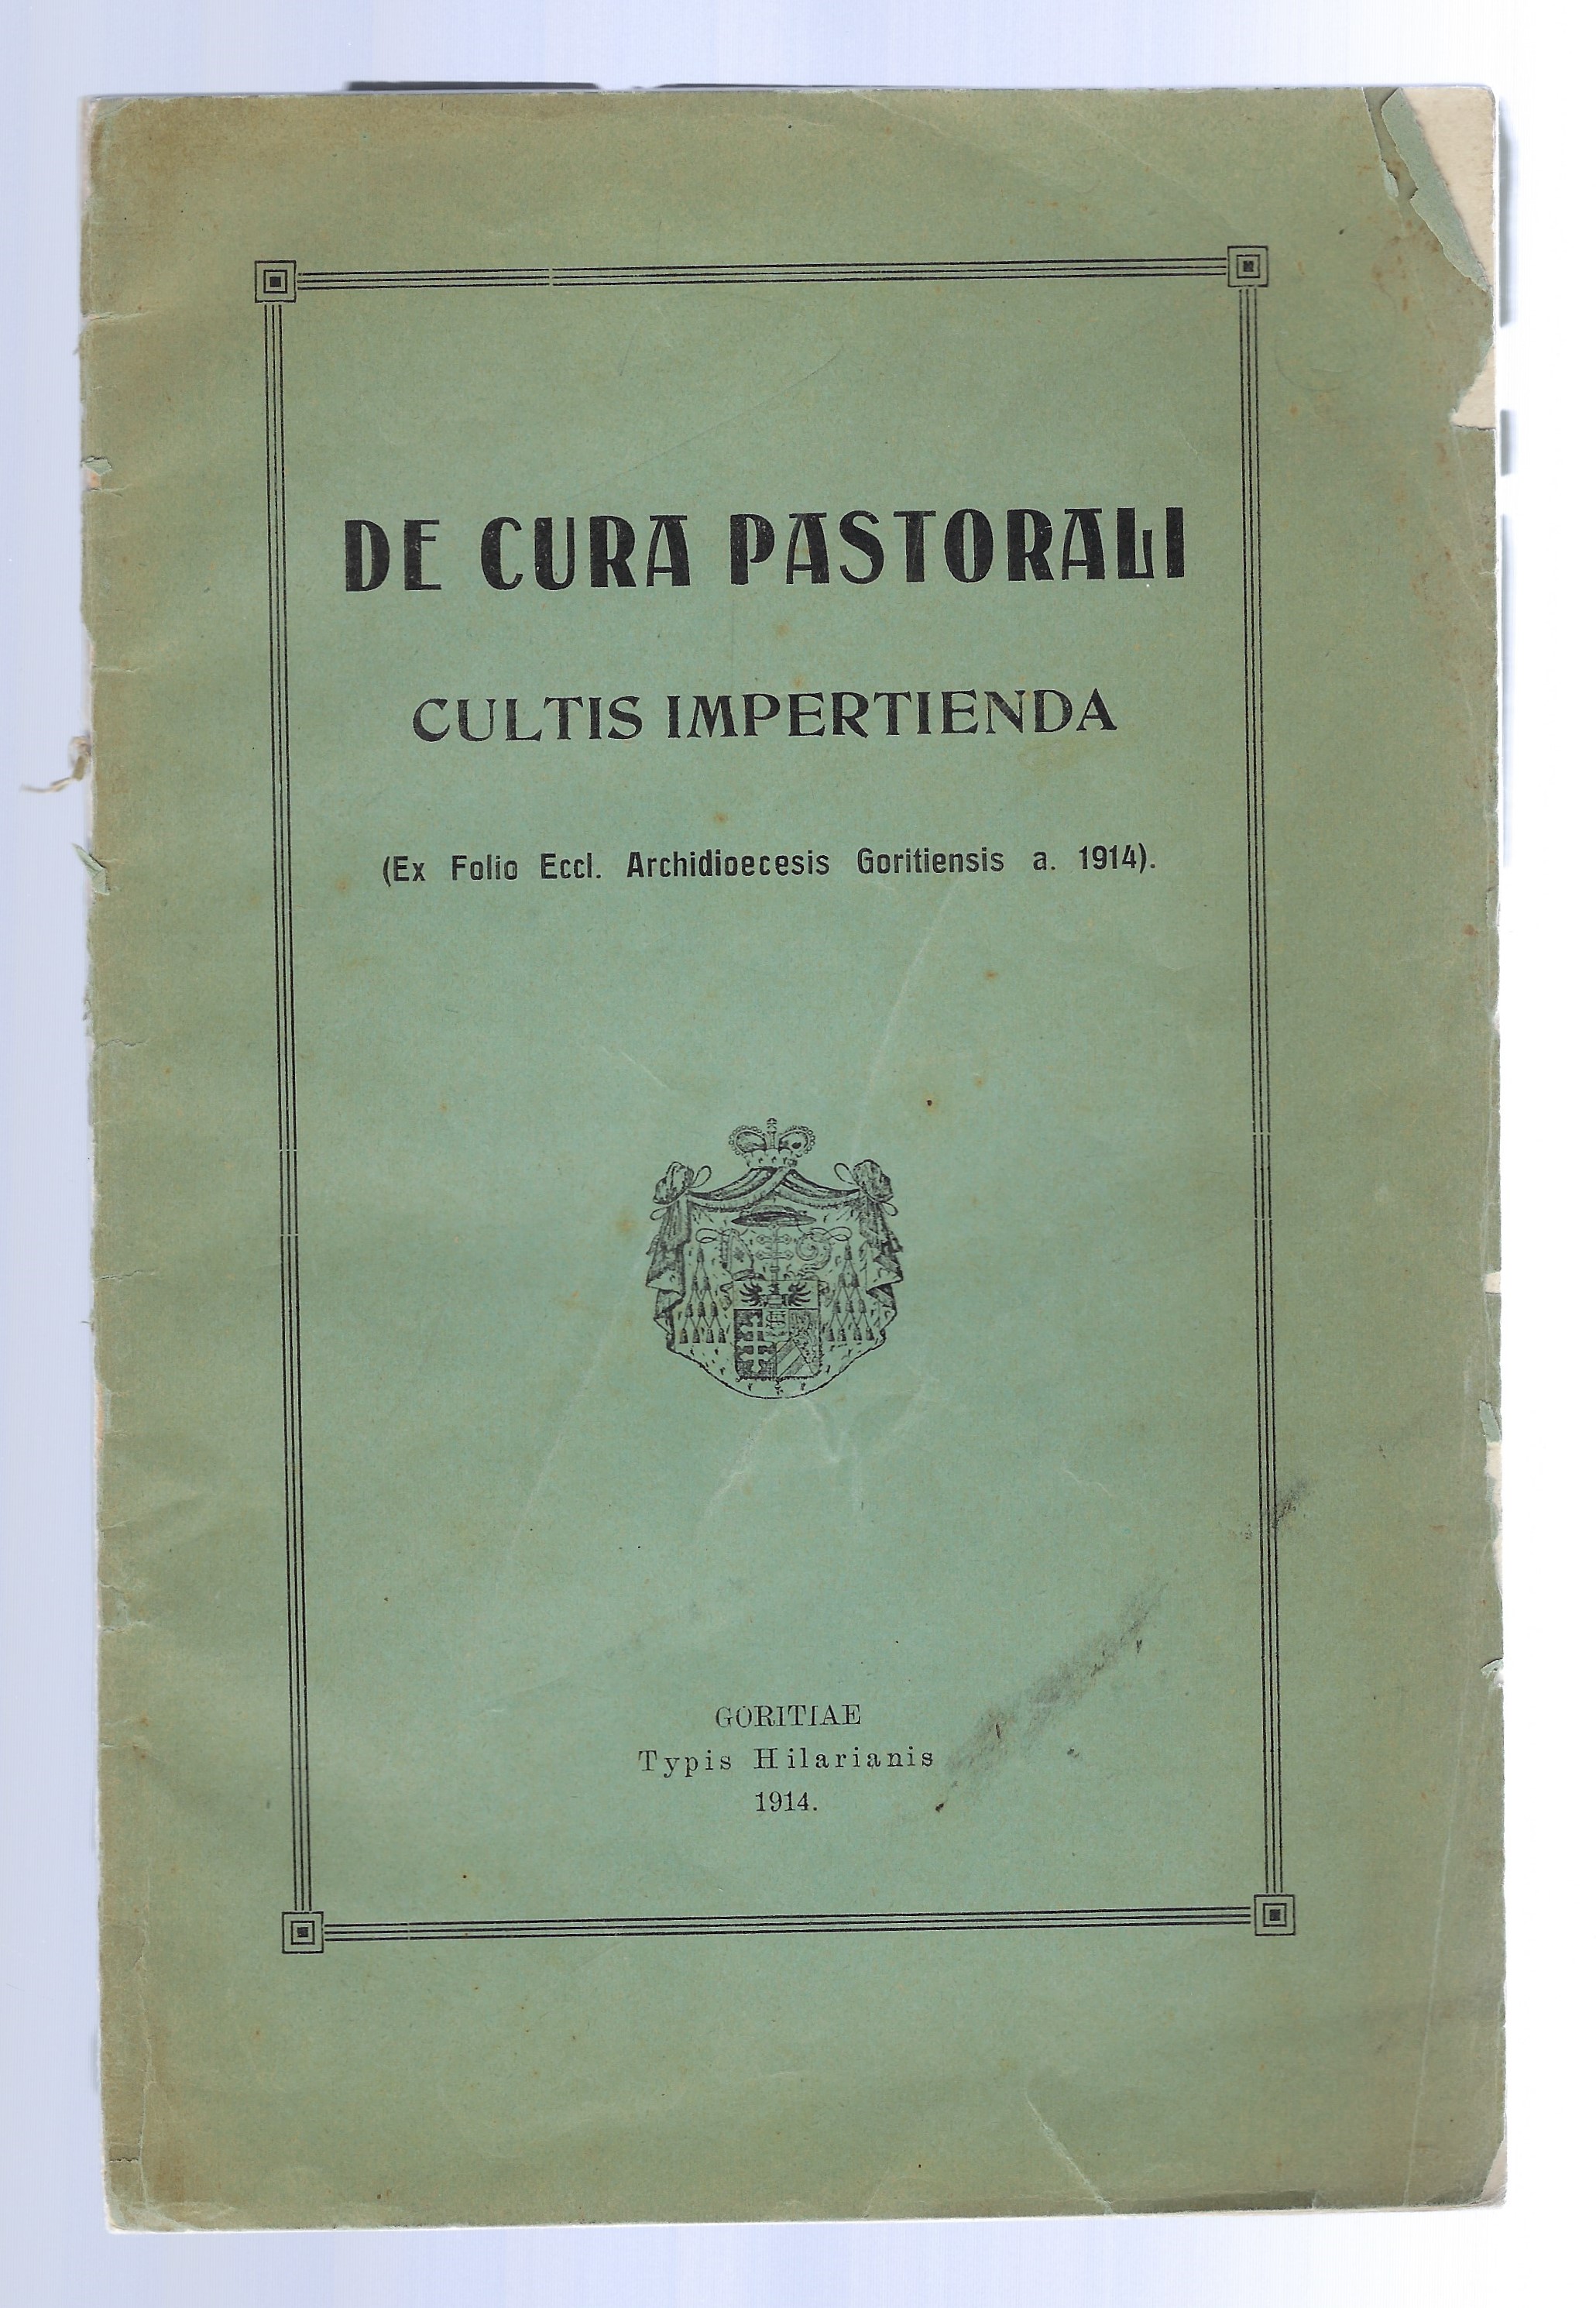 DE CURA PASTORALI
CULTIS IMPERTIENDA
(Ex Folio Eccl. Archidioecesis Goritiensis a. 1914).
GORITIAE
Typis Hilarianis
1914.